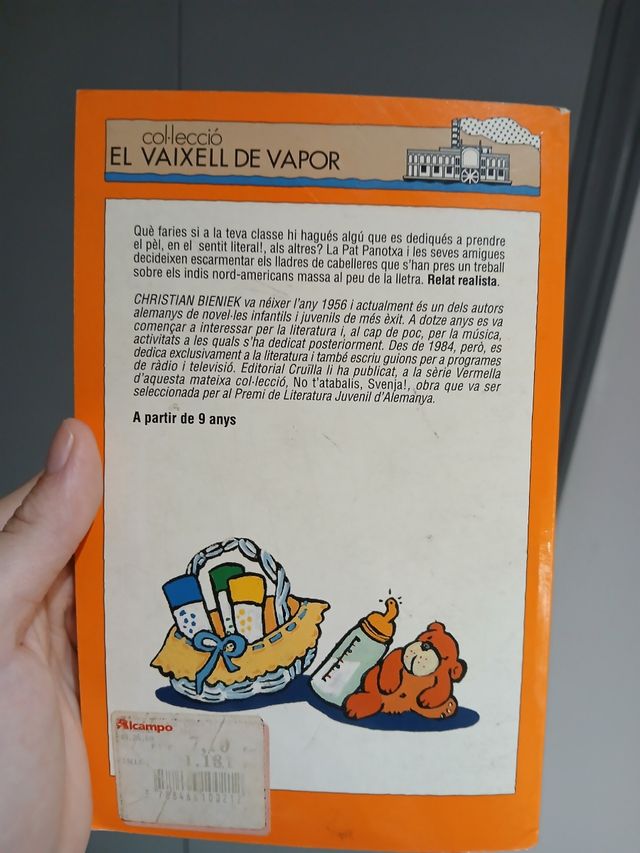 col·lecció
EL VAIXELL DE VAPOR
Què faries si a la teva classe hi hagués algú que es dediqués a prendre
el pèl, en el sentit literal!, als altres? La Pat Panotxa i les seves amigues
decideixen escarmentar els lladres de cabelleres que s'han pres un treball
sobre els indis nord-americans massa al peu de la lletra. Relat realista.
CHRISTIAN BIENIEK va néixer l'any 1956 i actualment és un dels autors
alemanys de novel·les infantils i juvenils de més èxit. A dotze anys es va
començar a interessar per la literatura i, al cap de poc, per la música,
activitats a les quals s'ha dedicat posteriorment. Des de 1984, però, es
dedica exclusivament a la literatura i també escriu guions per a programes
de ràdio i televisió. Editorial Cruïlla li ha publicat, a la sèrie Vermella
d'aquesta mateixa col·lecció, No t'atabalis, Svenja!, obra que va ser
seleccionada per al Premi de Literatura Juvenil d'Alemanya.
A partir de 9 anys
Alcampo